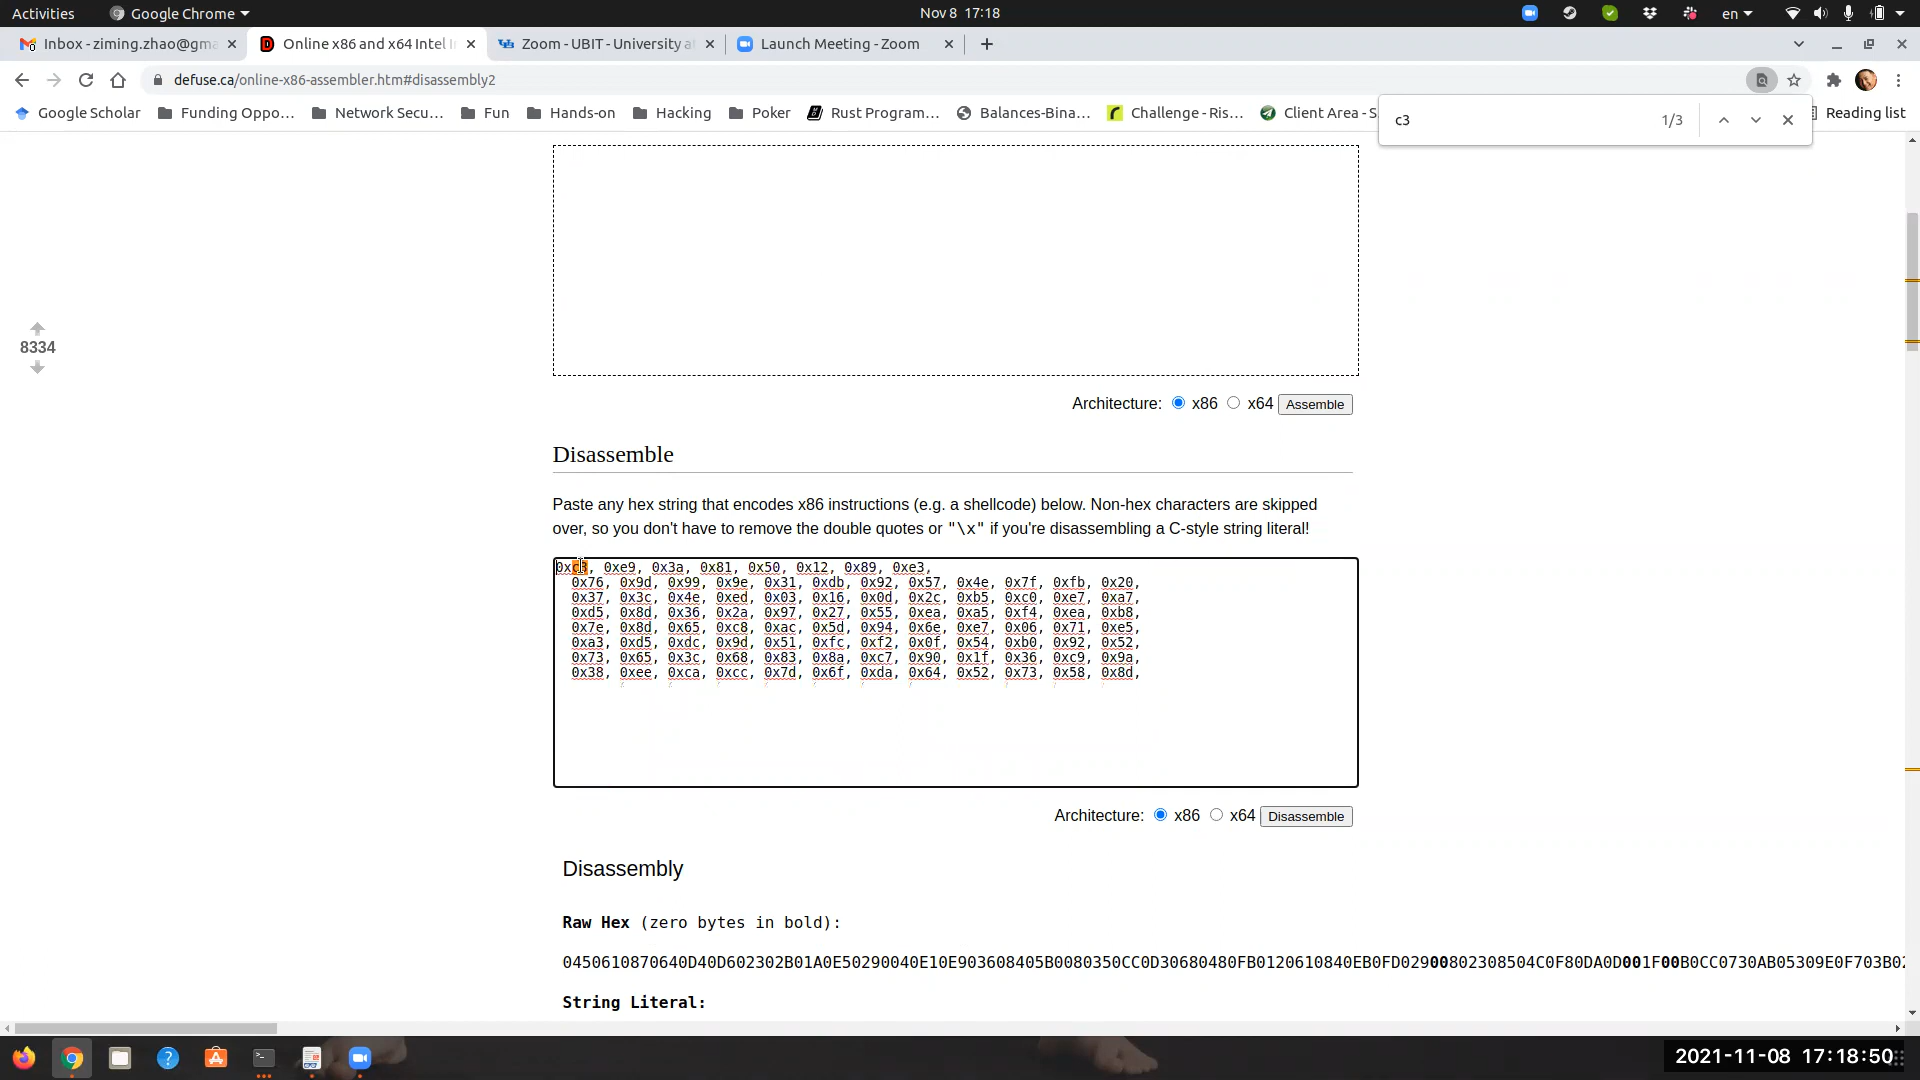 Activities Google Chrome Nov 8 17:18 en
Inbox - ziming.zhao@gma Online x86 and x64 Intel I Zoom - UBIT - University a Launch Meeting - Zoom
defuse.ca/online-x86-assembler.htm#disassembly2
Google Scholar Funding Oppo... Network Secu... Fun Hands-on Hacking Poker Rust Program... Balances-Bina... Challenge - Ris... Client Area - S Reading list
c3 1/3
8334
Architecture: x86 x64 Assemble
Disassemble
Paste any hex string that encodes x86 instructions (e.g. a shellcode) below. Non-hex characters are skipped
over, so you don't have to remove the double quotes or "\x" if you're disassembling a C-style string literal!
0xc3, 0xe9, 0x3a, 0x81, 0x50, 0x12, 0x89, 0xe3,
0x76, 0x9d, 0x99, 0x9e, 0x31, 0xdb, 0x92, 0x57, 0x4e, 0x7f, 0xfb, 0x20,
0x37, 0x3c, 0x4e, 0xed, 0x03, 0x16, 0x0d, 0x2c, 0xb5, 0xc0, 0xe7, 0xa7,
0xd5, 0x8d, 0x36, 0x2a, 0x97, 0x27, 0x55, 0xea, 0xa5, 0xf4, 0xea, 0xb8,
0x7e, 0x8d, 0x65, 0xc8, 0xac, 0x5d, 0x94, 0x6e, 0xe7, 0x06, 0x71, 0xe5,
0xa3, 0xd5, 0xdc, 0x9d, 0x51, 0xfc, 0xf2, 0x0f, 0x54, 0xb0, 0x92, 0x52,
0x73, 0x65, 0x3c, 0x68, 0x83, 0x8a, 0xc7, 0x90, 0x1f, 0x36, 0xc9, 0x9a,
0x38, 0xee, 0xca, 0xcc, 0x7d, 0x6f, 0xda, 0x64, 0x52, 0x73, 0x58, 0x8d,
Architecture: x86 x64 Disassemble
Disassembly
Raw Hex (zero bytes in bold):
0450610870640D40D602302B01A0E50290040E10E903608405B0080350CC0D30680480FB0120610840EB0FD02900802308504C0F80DA0D001F00B0CC0730AB05309E0F703B02
String Literal:
2021-11-08 17:18:50